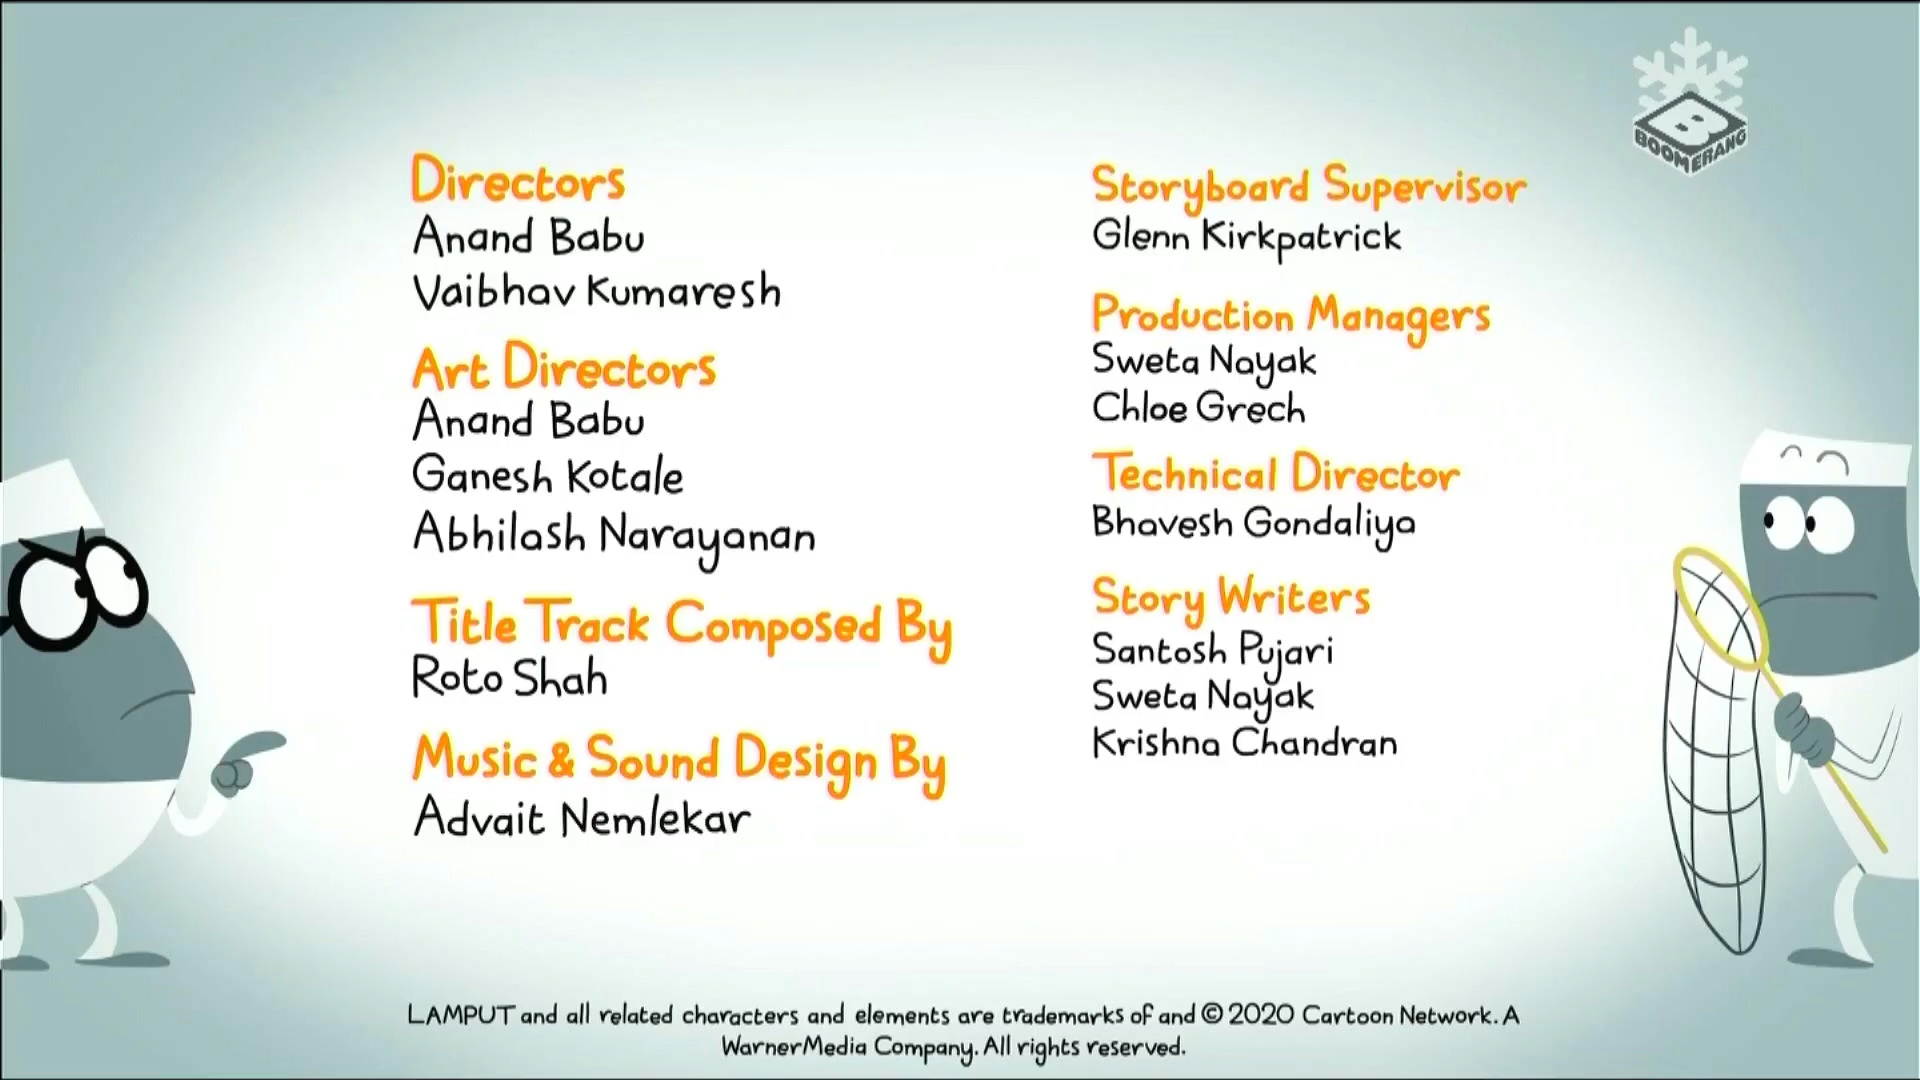 Directors
Anand Babu
Vaibhav Kumaresh
Art Directors
Anand Babu
Ganesh Kotale
Abhilash Narayanan
Title Track Composed By
Roto Shah
Music & Sound Design By
Advait Nemlekar
Storyboard Supervisor
Glenn Kirkpatrick
Production Managers
Sweta Nayak
Chloe Grech
Technical Director
Bhavesh Gondaliya
Story Writers
Santosh Pujari
Sweta Nayak
Krishna Chandran
B
BOOMERANG
LAMPUT and all related characters and elements are trademarks of and © 2020 Cartoon Network. A
WarnerMedia Company. All rights reserved.